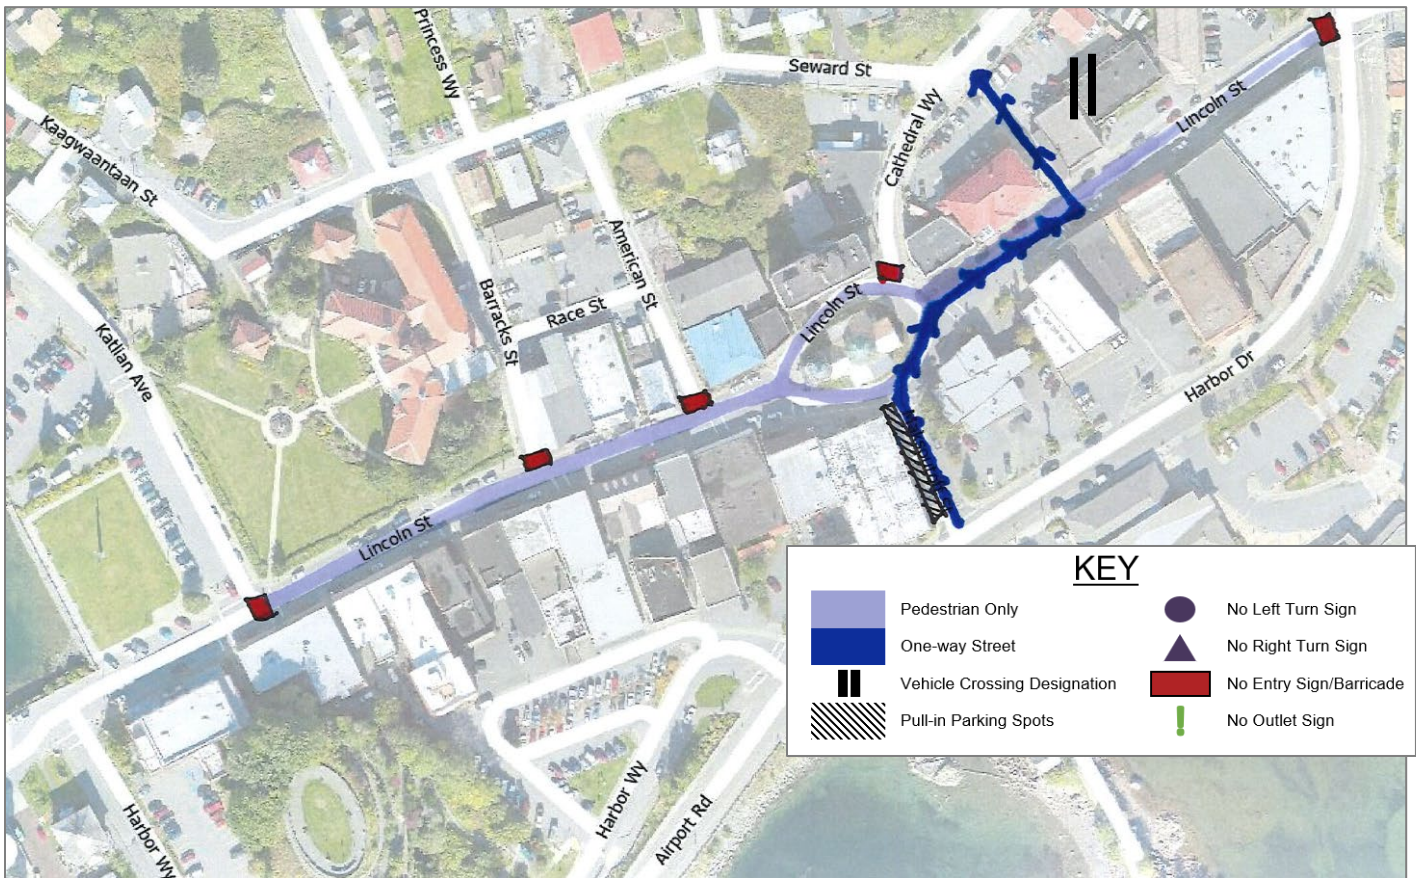 Princess Wy
Seward St
Lincoln St
Kaagwaantaan St
Cathedral Wy
American St
Barracks St
Race St
Lincoln St
Katlian Ave
Harbor Dr
Lincoln St
Harbor Wy
Harbor Wy
Airport Rd
KEY
Pedestrian Only
No Left Turn Sign
One-way Street
No Right Turn Sign
Vehicle Crossing Designation
No Entry Sign/Barricade
Pull-in Parking Spots
No Outlet Sign